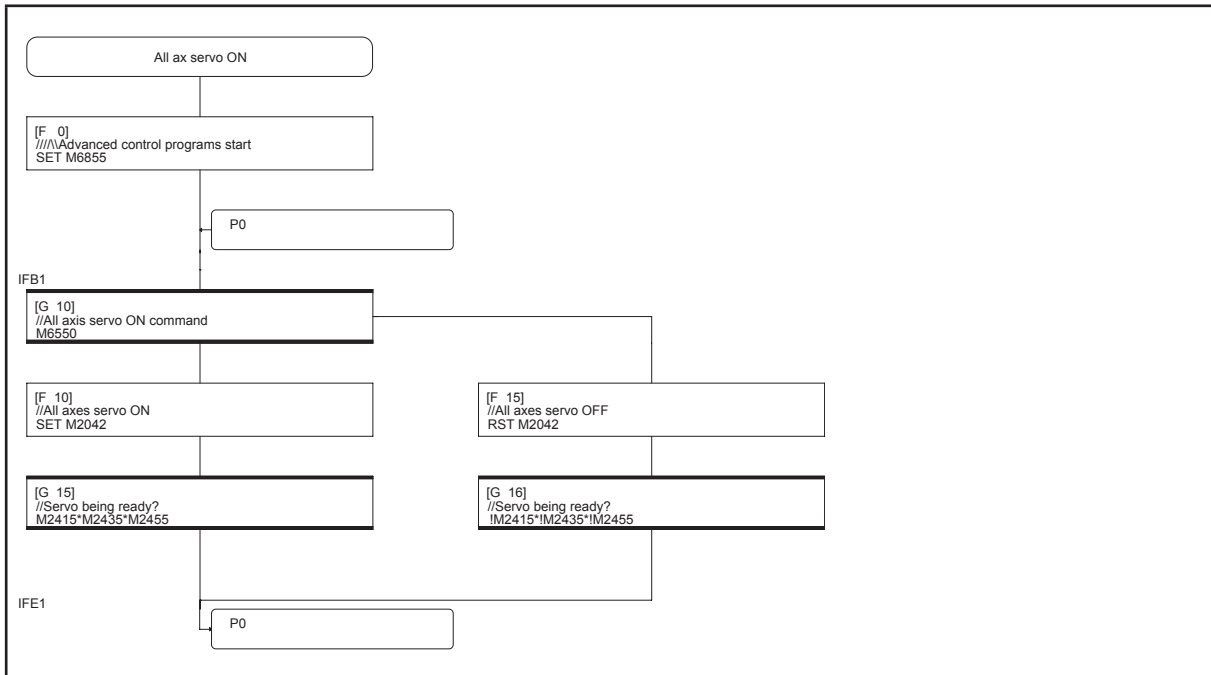 All ax servo ON
[F 0]
////\\Advanced control programs start
SET M6855
P0
IFB1
[G 10]
//All axis servo ON command
M6550
[F 10]
//All axes servo ON
SET M2042
[F 15]
//All axes servo OFF
RST M2042
[G 15]
//Servo being ready?
M2415*M2435*M2455
[G 16]
//Servo being ready?
!M2415*!M2435*!M2455
IFE1
P0